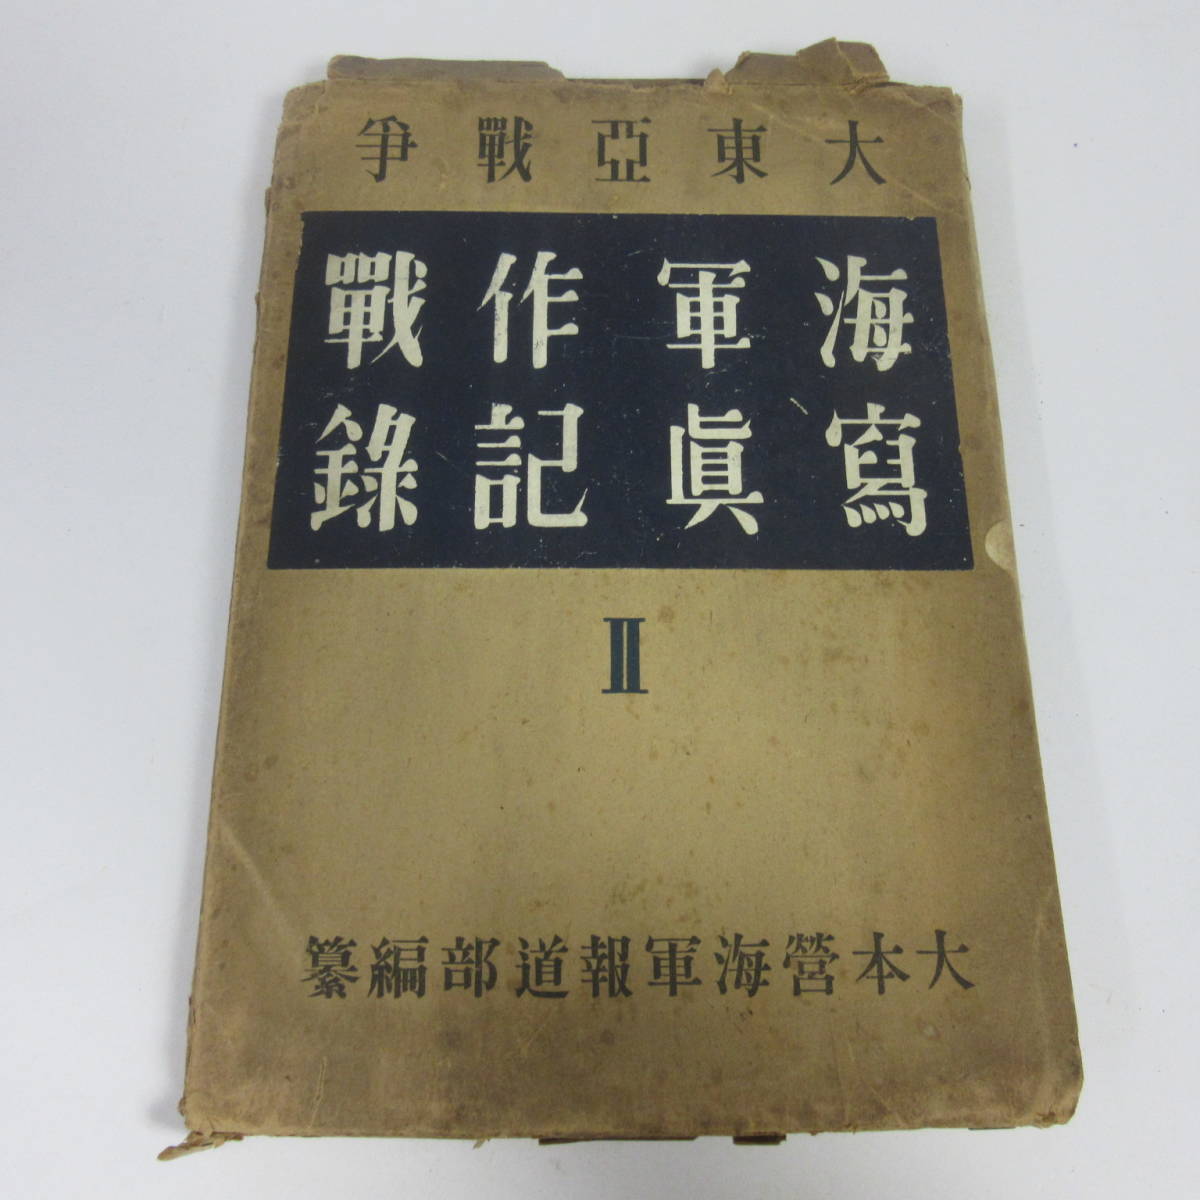 大東亞戰爭
海軍作戰
寫眞記錄
II
大本營海軍報道部編纂